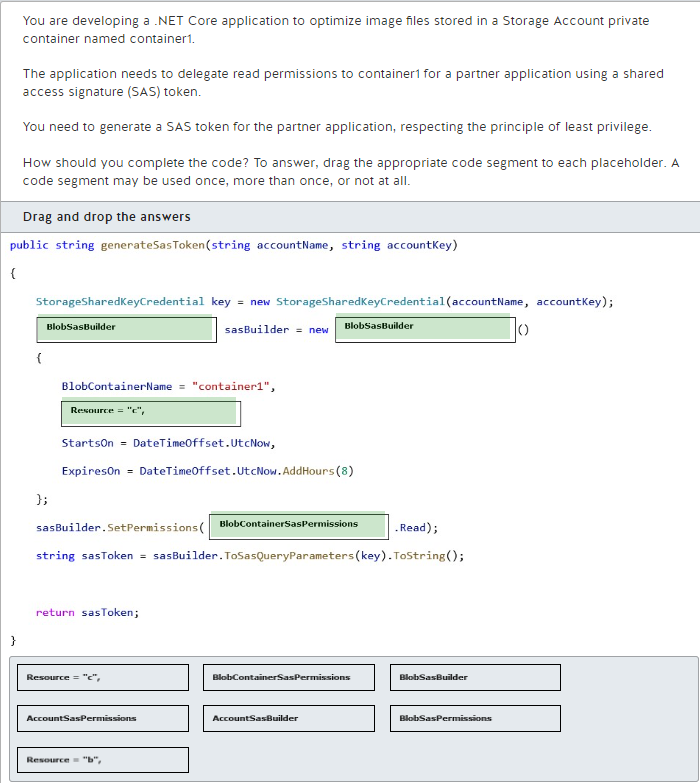 You are developing a .NET Core application to optimize image files stored in a Storage Account private
container named container1.
The application needs to delegate read permissions to container1 for a partner application using a shared
access signature (SAS) token.
You need to generate a SAS token for the partner application, respecting the principle of least privilege.
How should you complete the code? To answer, drag the appropriate code segment to each placeholder. A
code segment may be used once, more than once, or not at all.
Drag and drop the answers
public string generateSasToken(string accountName, string accountKey)
{
StorageSharedKeyCredential key = new StorageSharedKeyCredential(accountName, accountKey);
BlobSasBuilder sasBuilder = new BlobSasBuilder ()
{
BlobContainerName = "container1",
Resource = "c",
StartsOn = DateTimeOffset.UtcNow,
ExpiresOn = DateTimeOffset.UtcNow.AddHours(8)
};
sasBuilder.SetPermissions( BlobContainerSasPermissions .Read);
string sasToken = sasBuilder.ToSasQueryParameters(key).ToString();
return sasToken;
}
Resource = "c", BlobContainerSasPermissions BlobSasBuilder
AccountSasPermissions AccountSasBuilder BlobSasPermissions
Resource = "b",